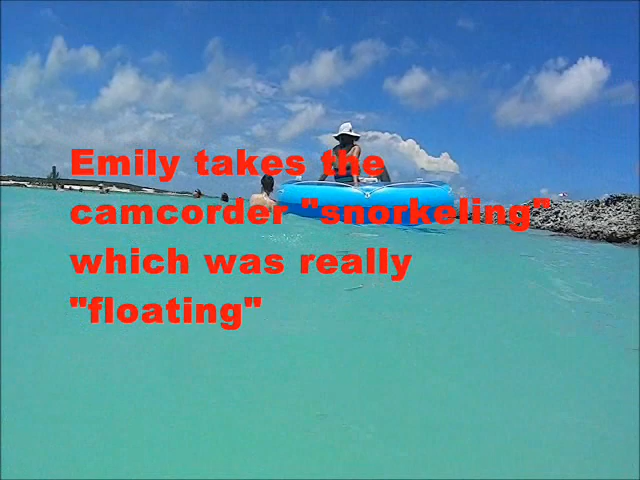 Emily takes the
camcorder "snorkeling"
which was really
"floating"